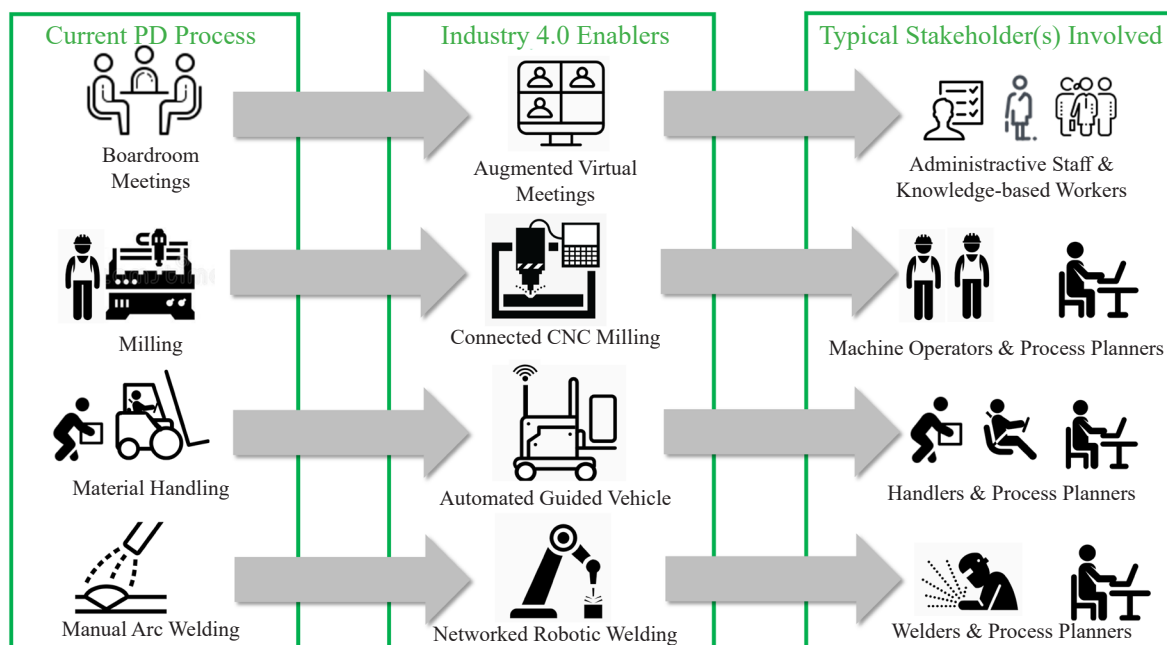 Current PD Process
Industry 4.0 Enablers
Typical Stakeholder(s) Involved
Boardroom
Meetings
Augmented Virtual
Meetings
Administractive Staff &
Knowledge-based Workers
Milling
Connected CNC Milling
Machine Operators & Process Planners
Material Handling
Automated Guided Vehicle
Handlers & Process Planners
Manual Arc Welding
Networked Robotic Welding
Welders & Process Planners